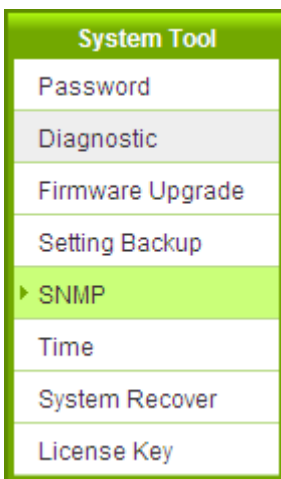 System Tool
Password
Diagnostic
Firmware Upgrade
Setting Backup
SNMP
Time
System Recover
License Key